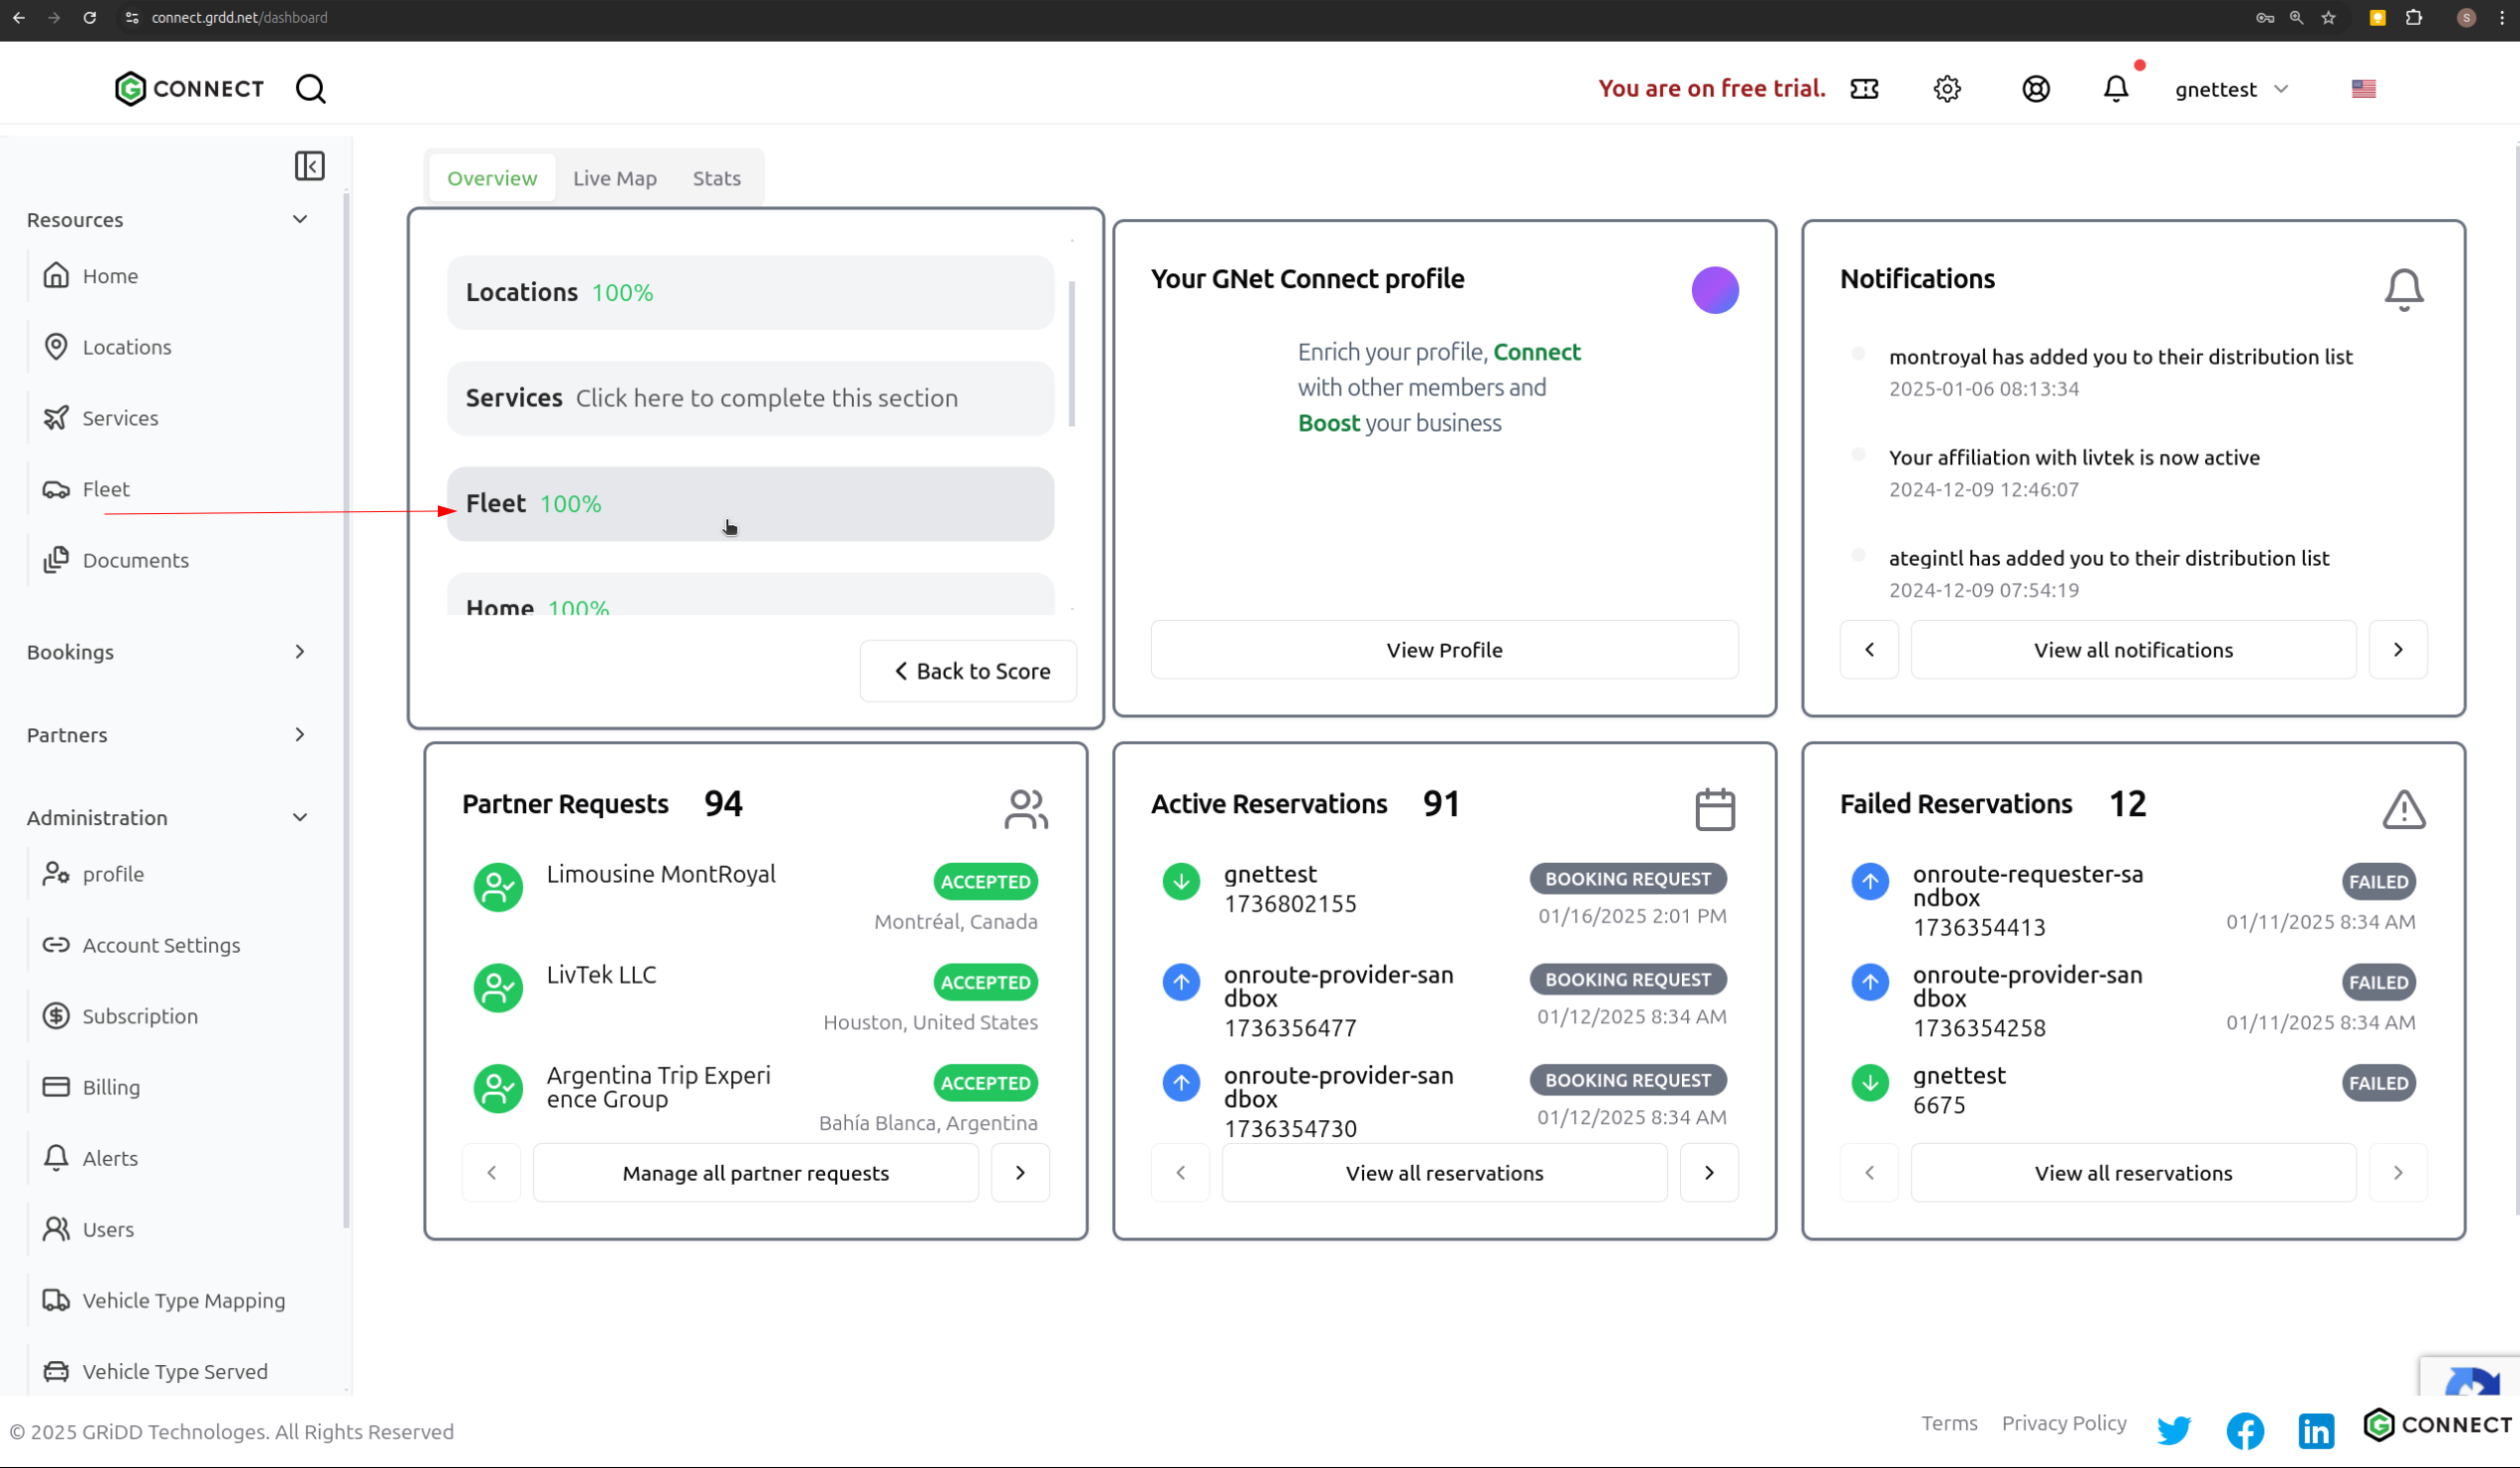 connect.grdd.net/dashboard
S
G CONNECT
You are on free trial.
gnettest
Resources
Home
Locations
Services
Fleet
Documents
Bookings
Partners
Administration
profile
Account Settings
Subscription
Billing
Alerts
Users
Vehicle Type Mapping
Vehicle Type Served
Overview
Live Map
Stats
Locations 100%
Services Click here to complete this section
Fleet 100%
Home 100%
Back to Score
Your GNet Connect profile
Enrich your profile, Connect
with other members and
Boost your business
View Profile
Notifications
montroyal has added you to their distribution list
2025-01-06 08:13:34
Your affiliation with livtek is now active
2024-12-09 12:46:07
ategintl has added you to their distribution list
2024-12-09 07:54:19
View all notifications
Partner Requests 94
Limousine MontRoyal
ACCEPTED
Montréal, Canada
LivTek LLC
ACCEPTED
Houston, United States
Argentina Trip Experi
ence Group
ACCEPTED
Bahía Blanca, Argentina
Manage all partner requests
Active Reservations 91
gnettest
1736802155
BOOKING REQUEST
01/16/2025 2:01 PM
onroute-provider-san
dbox
1736356477
BOOKING REQUEST
01/12/2025 8:34 AM
onroute-provider-san
dbox
1736354730
BOOKING REQUEST
01/12/2025 8:34 AM
View all reservations
Failed Reservations 12
onroute-requester-sa
ndbox
1736354413
FAILED
01/11/2025 8:34 AM
onroute-provider-san
dbox
1736354258
FAILED
01/11/2025 8:34 AM
gnettest
6675
FAILED
View all reservations
© 2025 GRiDD Technologes. All Rights Reserved
Terms
Privacy Policy
G CONNECT